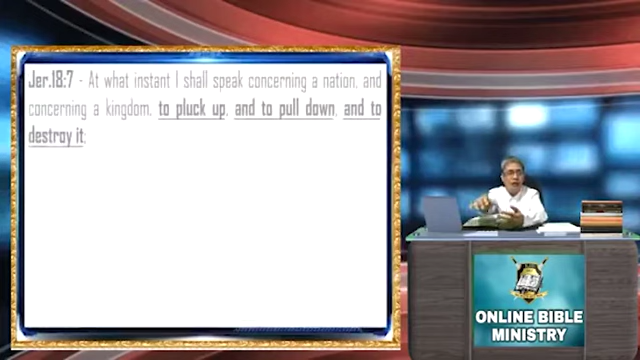 Jer.18:7 - At what instant I shall speak concerning a nation, and
concerning a kingdom, to pluck up, and to pull down, and to
destroy it;
ONLINE BIBLE
MINISTRY